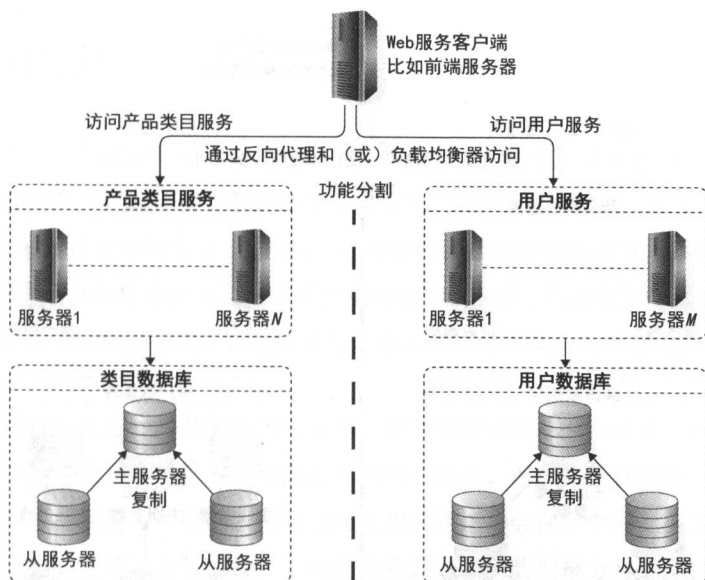 Web服务客户端
比如前端服务器
访问产品类目服务
访问用户服务
通过反向代理和（或）负载均衡器访问
产品类目服务
功能分割
用户服务
服务器1
服务器N
服务器1
服务器M
类目数据库
用户数据库
主服务器
复制
主服务器
复制
从服务器
从服务器
从服务器
从服务器